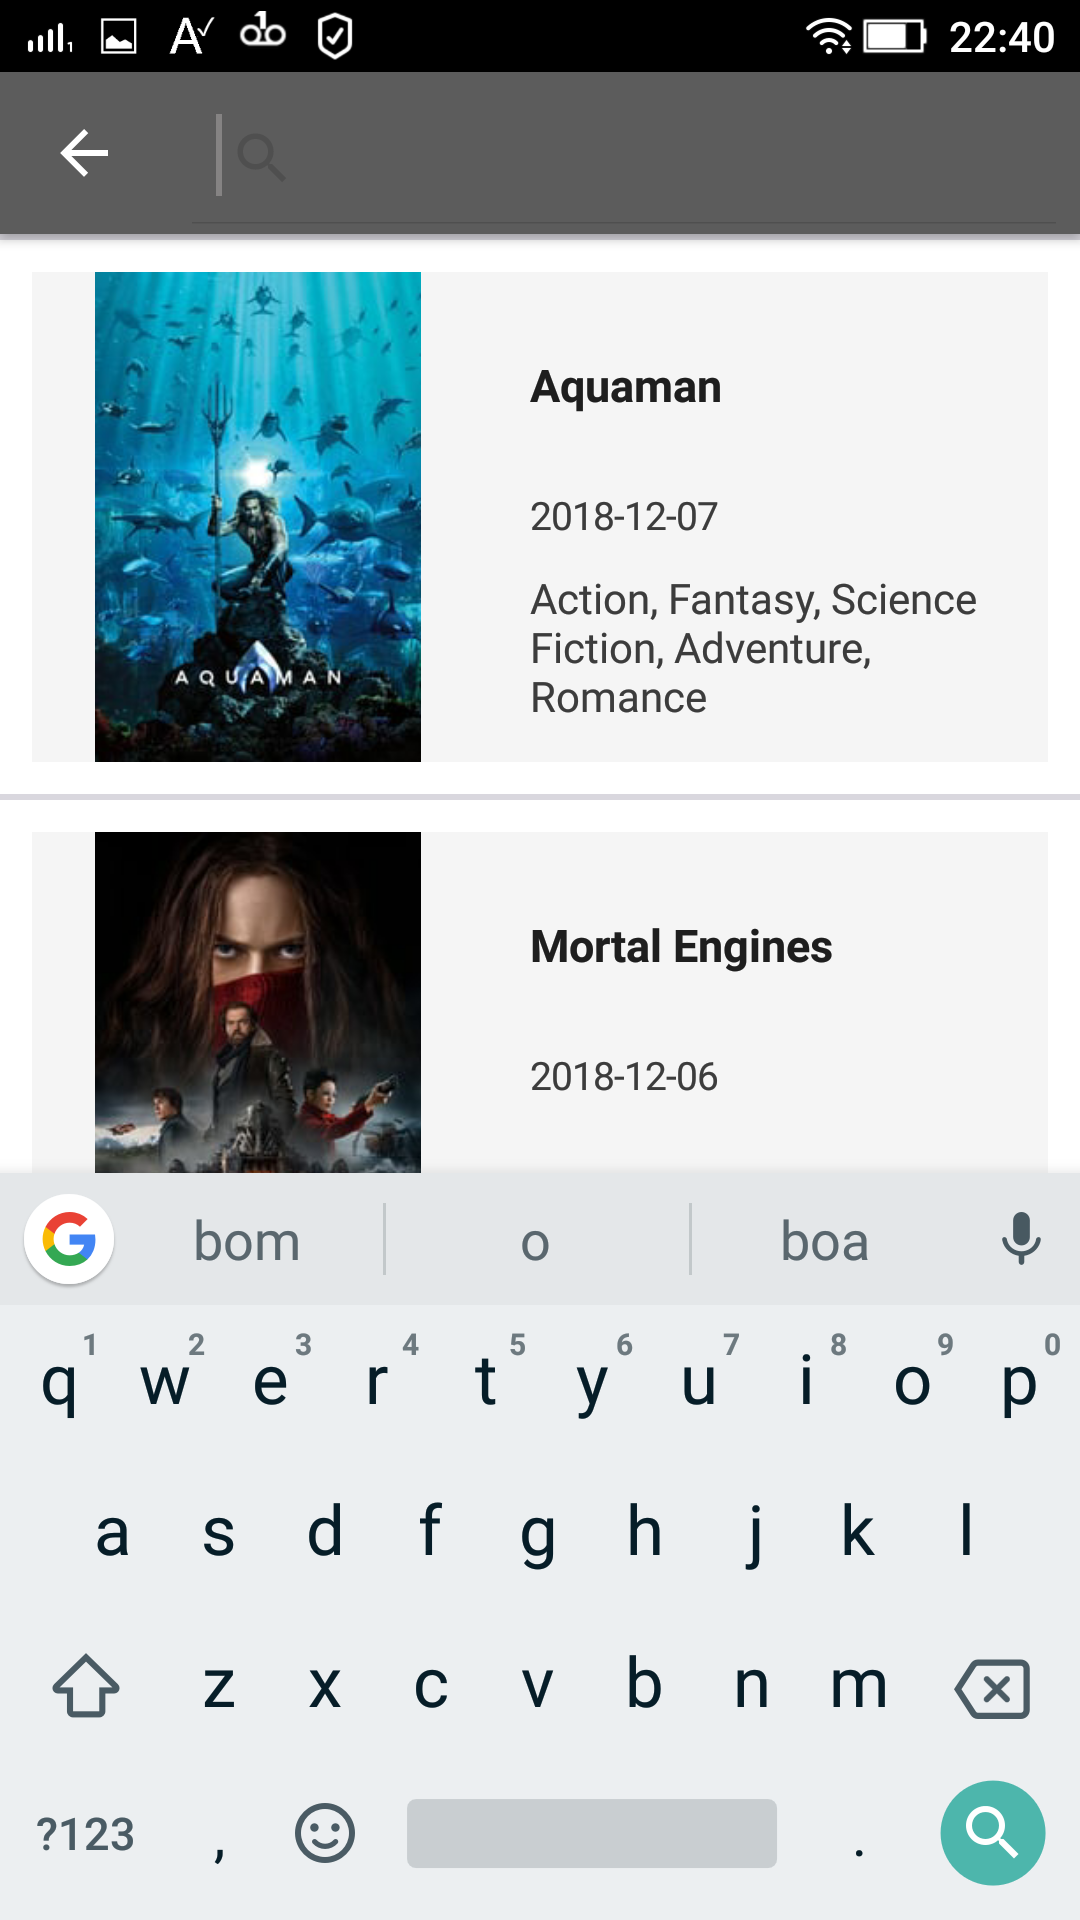 22:40
Aquaman
2018-12-07
Action, Fantasy, Science
Fiction, Adventure,
Romance
AQUAMAN
Mortal Engines
2018-12-06
bom o boa
1 2 3 4 5 6 7 8 9 0
q w e r t y u i o p
a s d f g h j k l
z x c v b n m
?123 , .